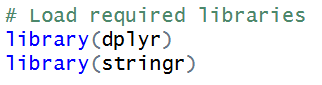 # Load required libraries
library(dplyr)
library(stringr)